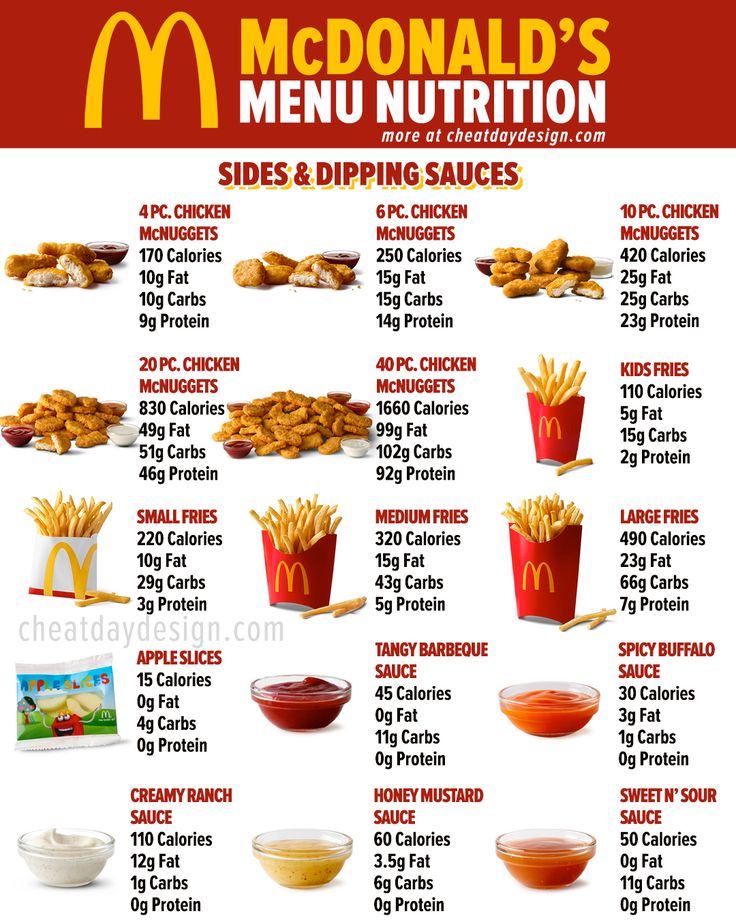 McDONALD'S
MENU NUTRITION
more at cheatdaydesign.com
SIDES & DIPPING SAUCES
4 PC. CHICKEN
McNUGGETS
170 Calories
10g Fat
10g Carbs
9g Protein
6 PC. CHICKEN
McNUGGETS
250 Calories
15g Fat
15g Carbs
14g Protein
10 PC. CHICKEN
McNUGGETS
420 Calories
25g Fat
25g Carbs
23g Protein
20 PC. CHICKEN
McNUGGETS
830 Calories
49g Fat
51g Carbs
46g Protein
40 PC. CHICKEN
McNUGGETS
1660 Calories
99g Fat
102g Carbs
92g Protein
KIDS FRIES
110 Calories
5g Fat
15g Carbs
2g Protein
SMALL FRIES
220 Calories
10g Fat
29g Carbs
3g Protein
MEDIUM FRIES
320 Calories
15g Fat
43g Carbs
5g Protein
LARGE FRIES
490 Calories
23g Fat
66g Carbs
7g Protein
cheatdaydesign.com
APPLE SLICES
APPLE SLICES
15 Calories
0g Fat
4g Carbs
0g Protein
TANGY BARBEQUE
SAUCE
45 Calories
0g Fat
11g Carbs
0g Protein
SPICY BUFFALO
SAUCE
30 Calories
3g Fat
1g Carbs
0g Protein
CREAMY RANCH
SAUCE
110 Calories
12g Fat
1g Carbs
0g Protein
HONEY MUSTARD
SAUCE
60 Calories
3.5g Fat
6g Carbs
0g Protein
SWEET N' SOUR
SAUCE
50 Calories
0g Fat
11g Carbs
0g Protein